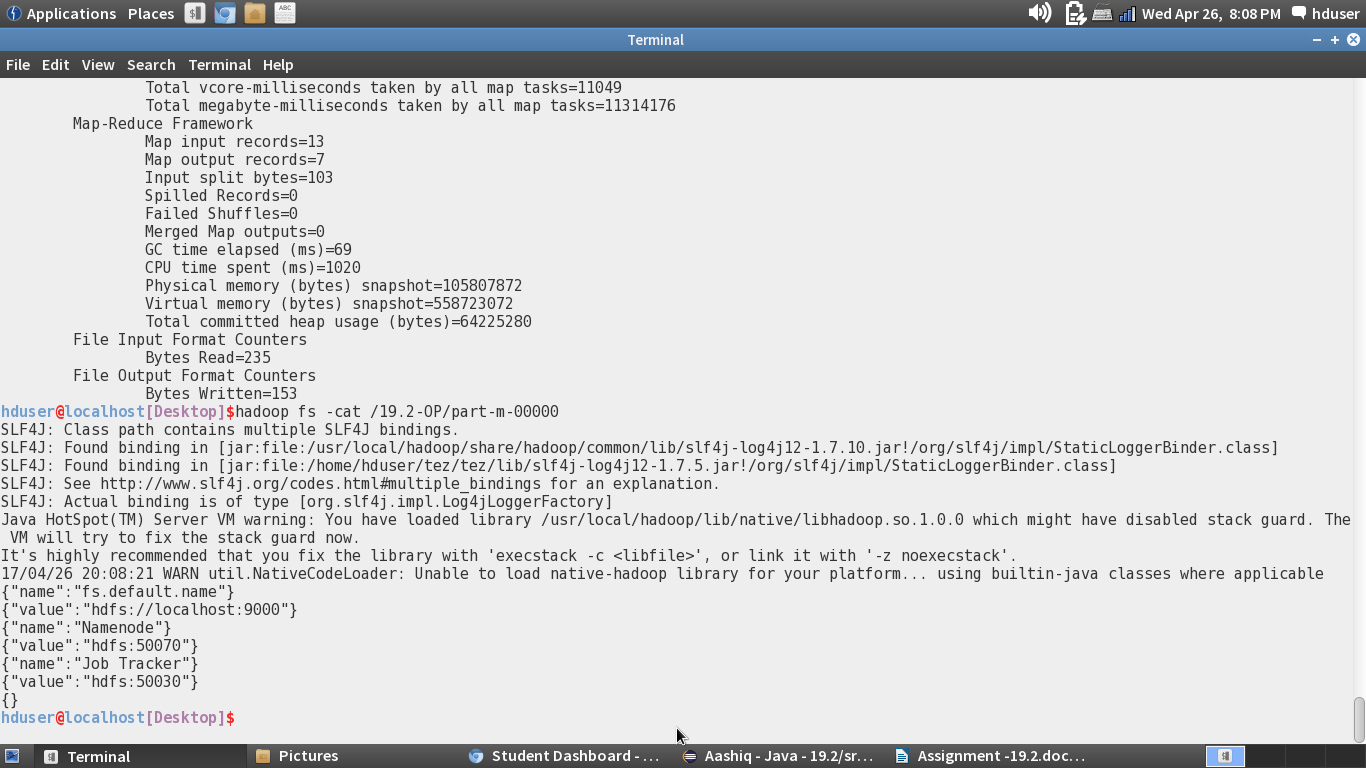 Applications Places Wed Apr 26, 8:08 PM hduser
Terminal
File Edit View Search Terminal Help
Total vcore-milliseconds taken by all map tasks=11049
Total megabyte-milliseconds taken by all map tasks=11314176
Map-Reduce Framework
Map input records=13
Map output records=7
Input split bytes=103
Spilled Records=0
Failed Shuffles=0
Merged Map outputs=0
GC time elapsed (ms)=69
CPU time spent (ms)=1020
Physical memory (bytes) snapshot=105807872
Virtual memory (bytes) snapshot=558723072
Total committed heap usage (bytes)=64225280
File Input Format Counters
Bytes Read=235
File Output Format Counters
Bytes Written=153
hduser@localhost[Desktop]$hadoop fs -cat /19.2-OP/part-m-00000
SLF4J: Class path contains multiple SLF4J bindings.
SLF4J: Found binding in [jar:file:/usr/local/hadoop/share/hadoop/common/lib/slf4j-log4j12-1.7.10.jar!/org/slf4j/impl/StaticLoggerBinder.class]
SLF4J: Found binding in [jar:file:/home/hduser/tez/tez/lib/slf4j-log4j12-1.7.5.jar!/org/slf4j/impl/StaticLoggerBinder.class]
SLF4J: See http://www.slf4j.org/codes.html#multiple_bindings for an explanation.
SLF4J: Actual binding is of type [org.slf4j.impl.Log4jLoggerFactory]
Java HotSpot(TM) Server VM warning: You have loaded library /usr/local/hadoop/lib/native/libhadoop.so.1.0.0 which might have disabled stack guard. The
VM will try to fix the stack guard now.
It's highly recommended that you fix the library with 'execstack -c <libfile>', or link it with '-z noexecstack'.
17/04/26 20:08:21 WARN util.NativeCodeLoader: Unable to load native-hadoop library for your platform... using builtin-java classes where applicable
{"name":"fs.default.name"}
{"value":"hdfs://localhost:9000"}
{"name":"Namenode"}
{"value":"hdfs:50070"}
{"name":"Job Tracker"}
{"value":"hdfs:50030"}
{}
hduser@localhost[Desktop]$
Terminal Pictures Student Dashboard - ... Aashiq - Java - 19.2/sr... Assignment -19.2.doc...